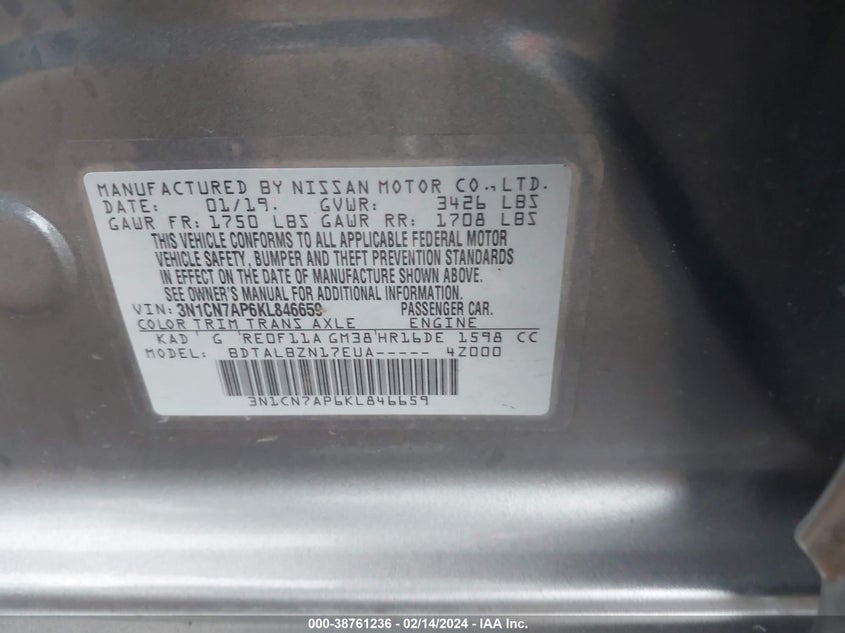 MANUFACTURED BY NISSAN MOTOR CO.,LTD.
DATE: 01/19. GVWR: 3426 LBS
GAWR FR: 1750 LBS GAWR RR: 1708 LBS
THIS VEHICLE CONFORMS TO ALL APPLICABLE FEDERAL MOTOR
VEHICLE SAFETY, BUMPER AND THEFT PREVENTION STANDARDS
IN EFFECT ON THE DATE OF MANUFACTURE SHOWN ABOVE.
SEE OWNER'S MANUAL FOR ADDITIONAL INFORMATION.
VIN: 3N1CN7AP6KL846659 PASSENGER CAR.
COLOR TRIM TRANS AXLE ENGINE
KAD ' G ' RE0F11A GM38'HR16DE 1598 CC
MODEL: BDTALBZN17EUA----- 4Z000
3N1CN7AP6KL846659
000-38761236 - 02/14/2024 - IAA Inc.